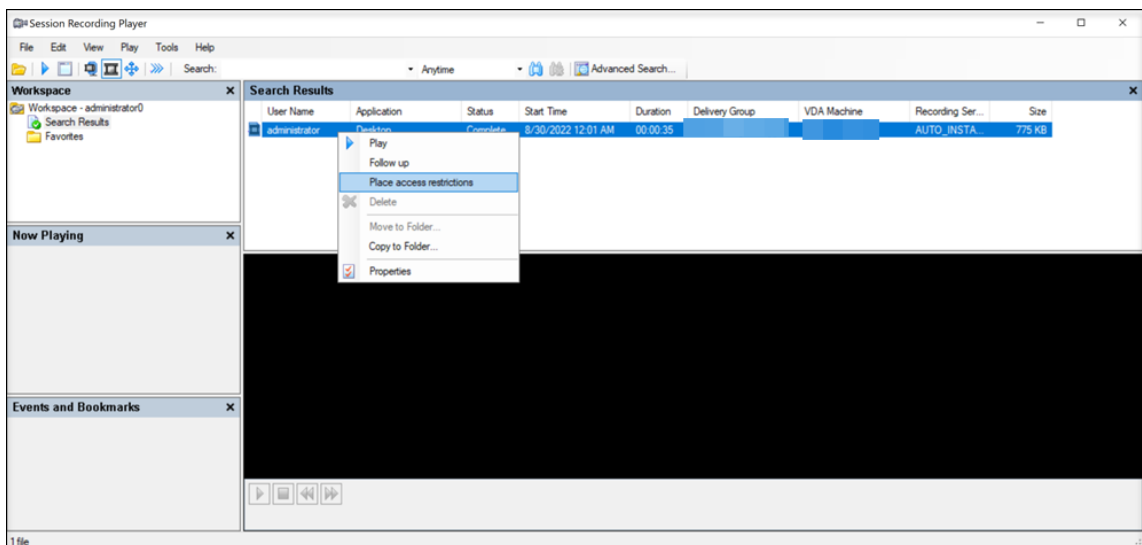 Session Recording Player
File Edit View Play Tools Help
Search: Anytime Advanced Search...
Workspace
Workspace - administrator0
Search Results
Favorites
Search Results
User Name Application Status Start Time Duration Delivery Group VDA Machine Recording Ser... Size
administrator Desktop Complete 8/30/2022 12:01 AM 00:00:35 AUTO_INSTA... 775 KB
Play
Follow up
Place access restrictions
Delete
Move to Folder...
Copy to Folder...
Properties
Now Playing
Events and Bookmarks
1 file